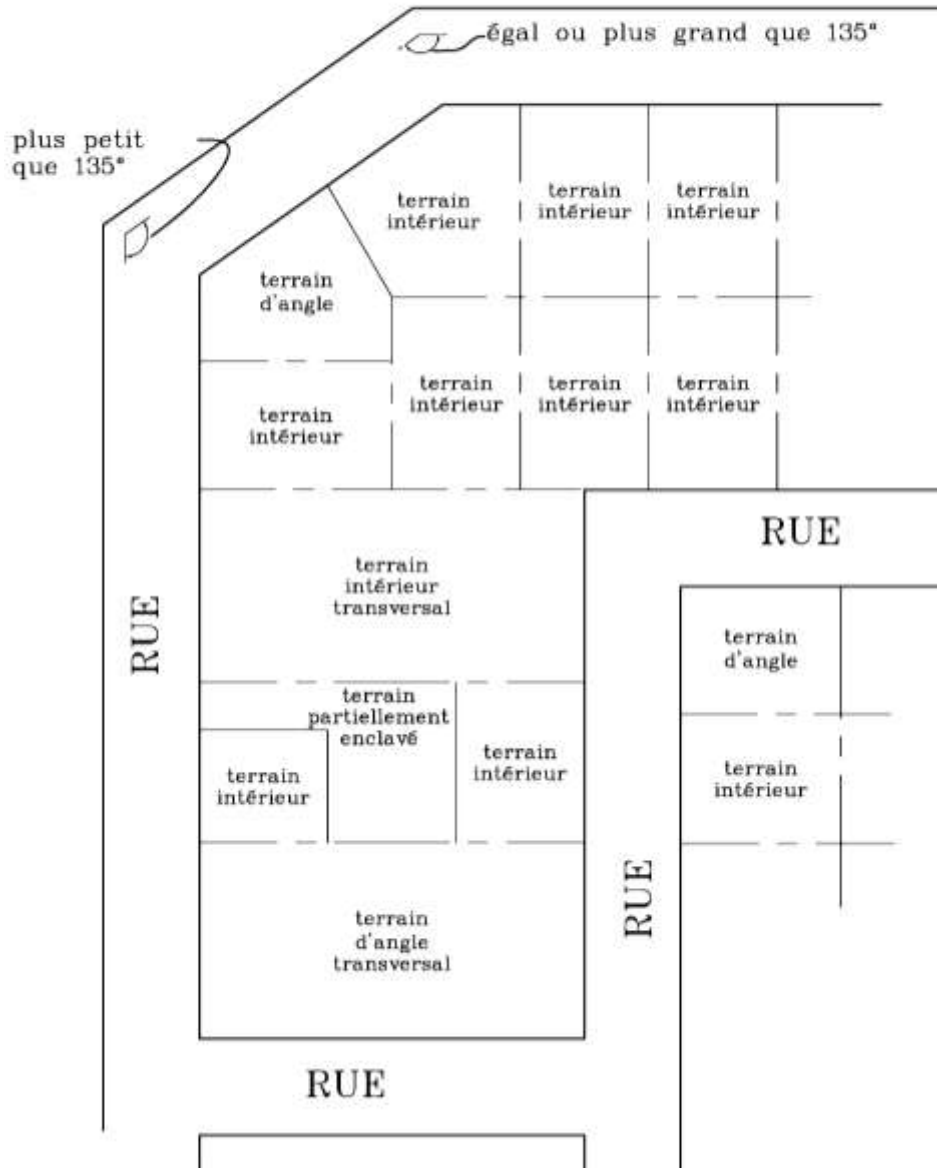 égal ou plus grand que 135°
plus petit
que 135°
terrain
intérieur
terrain
intérieur
terrain
intérieur
terrain
d'angle
terrain
intérieur
terrain
intérieur
terrain
intérieur
terrain
intérieur
RUE
terrain
intérieur
transversal
RUE
terrain
d'angle
terrain
partiellement
enclavé
terrain
intérieur
terrain
intérieur
terrain
intérieur
RUE
terrain
d'angle
transversal
RUE